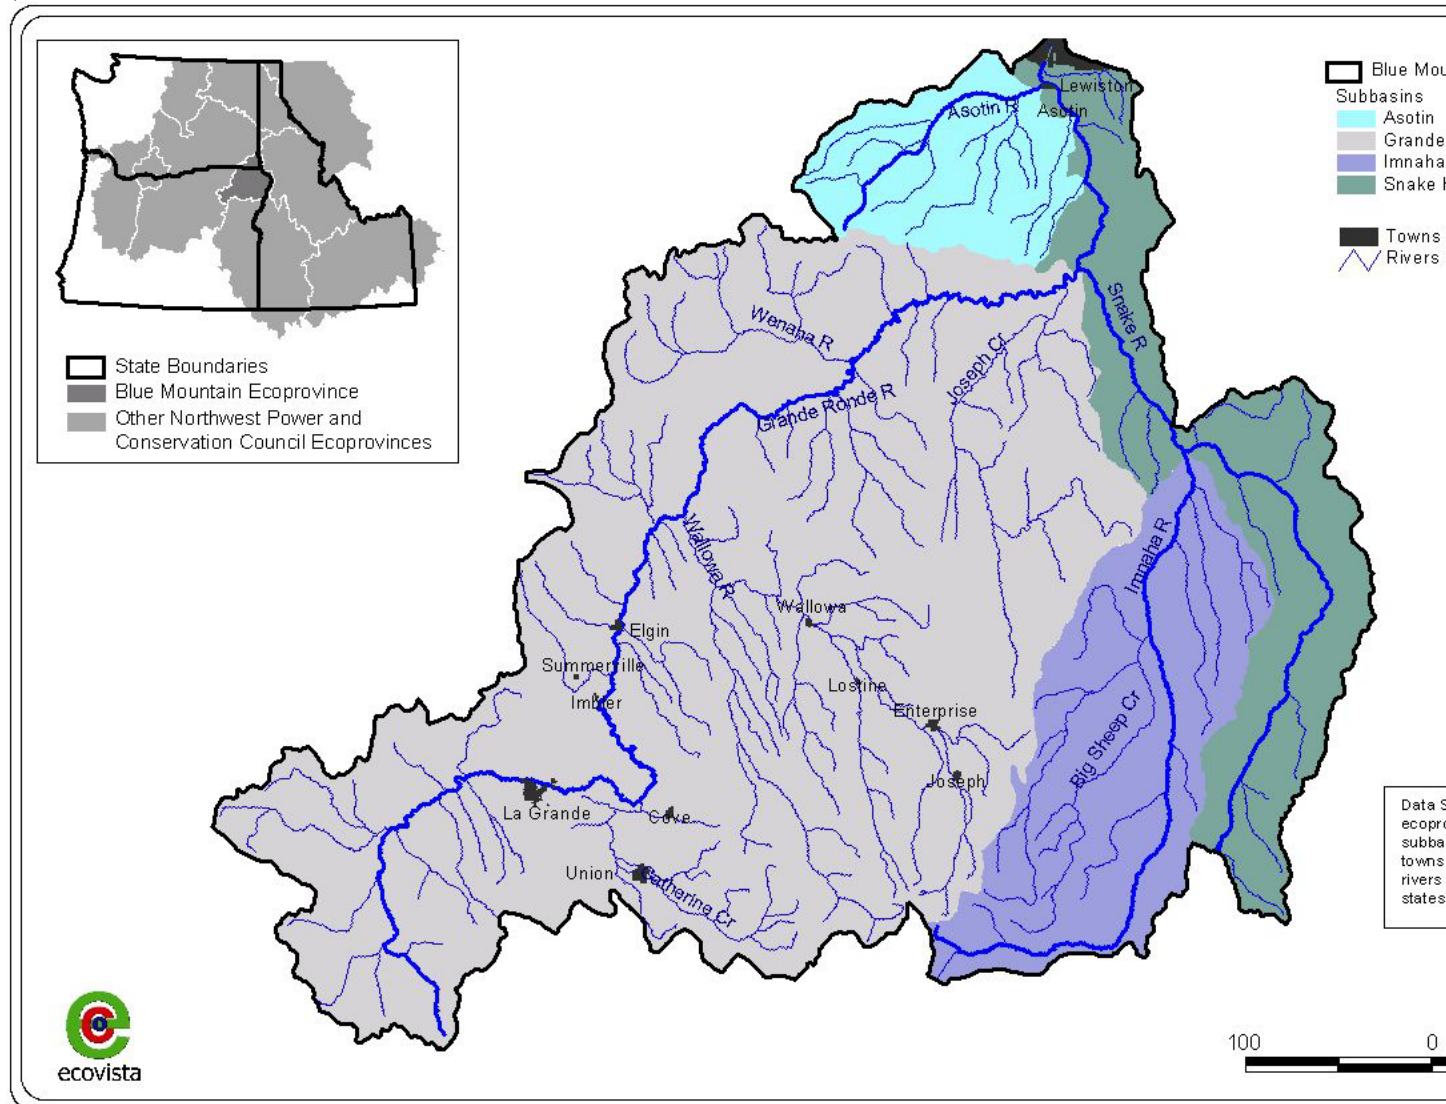 State Boundaries
Blue Mountain Ecoprovince
Other Northwest Power and
Conservation Council Ecoprovinces
Blue Mou
Subbasins
Asotin
Grande
Imnaha
Snake H
Towns
Rivers
Lewiston
Asotin R
Asotin
Snake R
Wenaha R
Joseph Cr
Grande Ronde R
Wallowa R
Imnaha R
Wallowa
Elgin
Summerville
Lostine
Imbler
Enterprise
Big Sheep Cr
Joseph
La Grande
Cove
Union
Catherine Cr
Data S
ecopro
subba
towns
rivers
states
ecovista
100 0